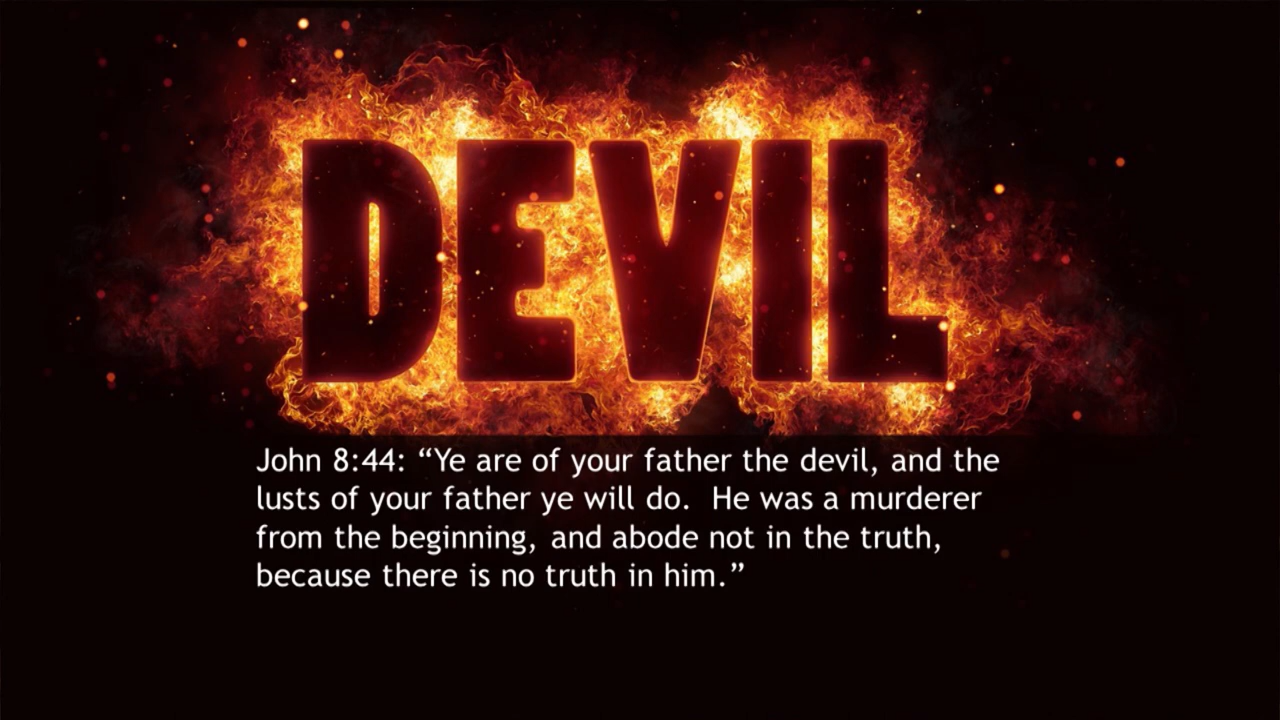 DEVIL
John 8:44: “Ye are of your father the devil, and the
lusts of your father ye will do.  He was a murderer
from the beginning, and abode not in the truth,
because there is no truth in him.”